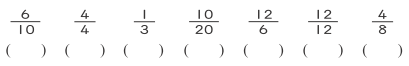 6/10 4/4 1/3 10/20 12/6 12/12 4/8
( ) ( ) ( ) ( ) ( ) ( ) ( )